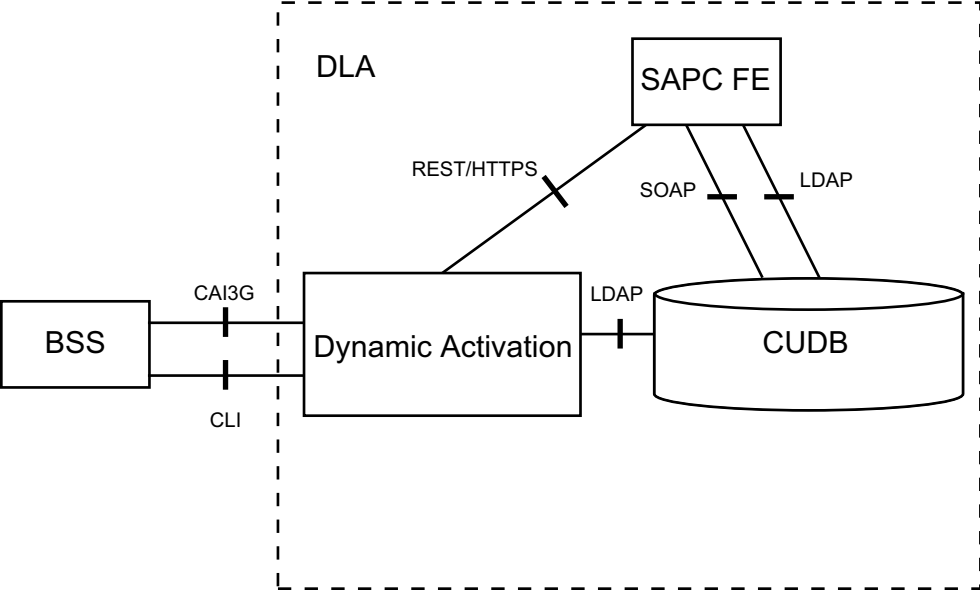 DLA
SAPC FE
REST/HTTPS
SOAP
LDAP
CAI3G
LDAP
BSS
Dynamic Activation
CUDB
CLI